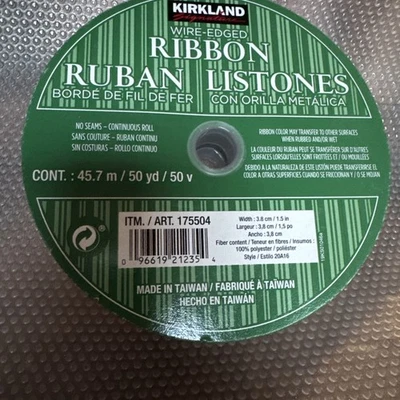 KIRKLAND
Signature
WIRE-EDGED
RIBBON
RUBAN LISTONES
BORDÉ DE FIL DE FER CON ORILLA METÁLICA
NO SEAMS – CONTINUOUS ROLL
SANS COUTURE – RUBAN CONTINU
SIN COSTURAS – ROLLO CONTINUO
RIBBON COLOR MAY TRANSFER TO OTHER SURFACES
WHEN RUBBED AND/OR WET
LA COULEUR DU RUBAN PEUT SE TRANSFÉRER SUR D'AUTRES
SURFACES LORSQU'ELLES SONT FROTTÉES ET / OU MOUILLÉES
DEBIDO A LA NATURALEZA DE ESTE LISTÓN PUEDE TRANSFERIRSE EL
COLOR A OTRAS SUPERFICIES CUANDO SE FRICCIONAN Y / O SE MOJAN
CONT. : 45.7 m / 50 yd / 50 v
ITM. / ART. 175504
0 96619 21235 4
Width : 3.8 cm / 1.5 in
Largeur : 3,8 cm / 1,5 po
Ancho : 3,8 cm
Fiber content / Teneur en fibres / Insumos :
100% polyester / poliéster
Style / Estilo 20A16
MADE IN TAIWAN / FABRIQUÉ À TAÏWAN
HECHO EN TAIWÁN